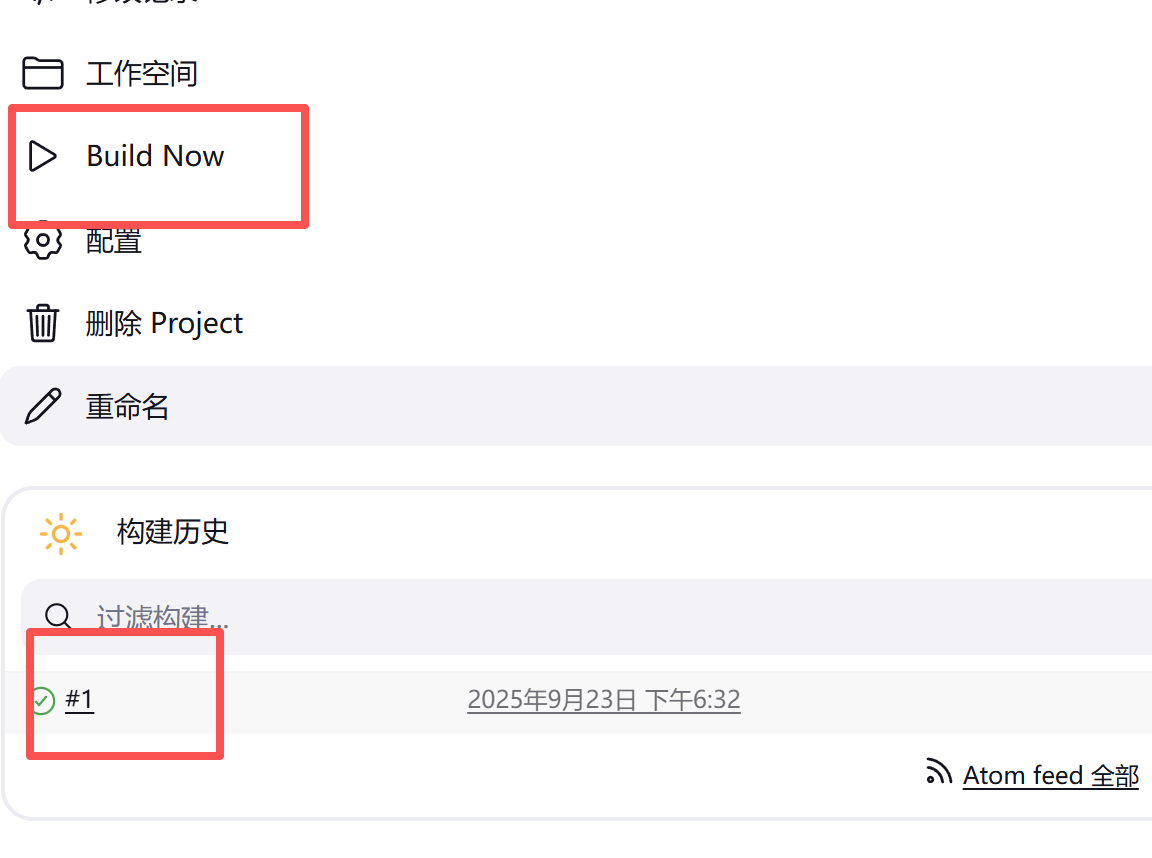 工作空间
Build Now
配置
删除 Project
重命名
构建历史
过滤构建...
#1 2025年9月23日 下午6:32
Atom feed 全部